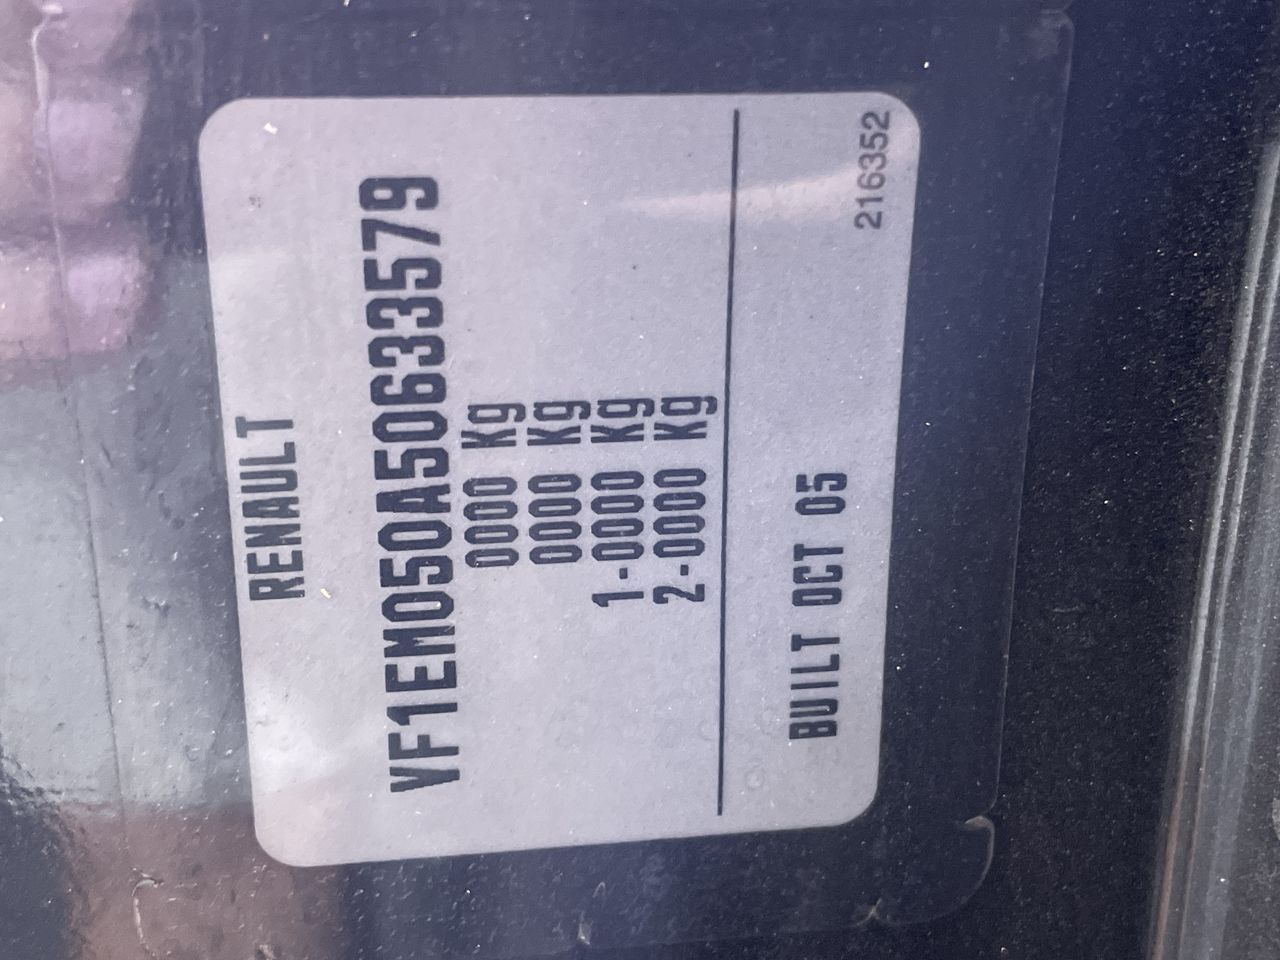 RENAULT
VF1EM050A50633579
0000 Kg
0000 Kg
1-0000 Kg
2-0000 Kg
BUILT OCT 05
216352